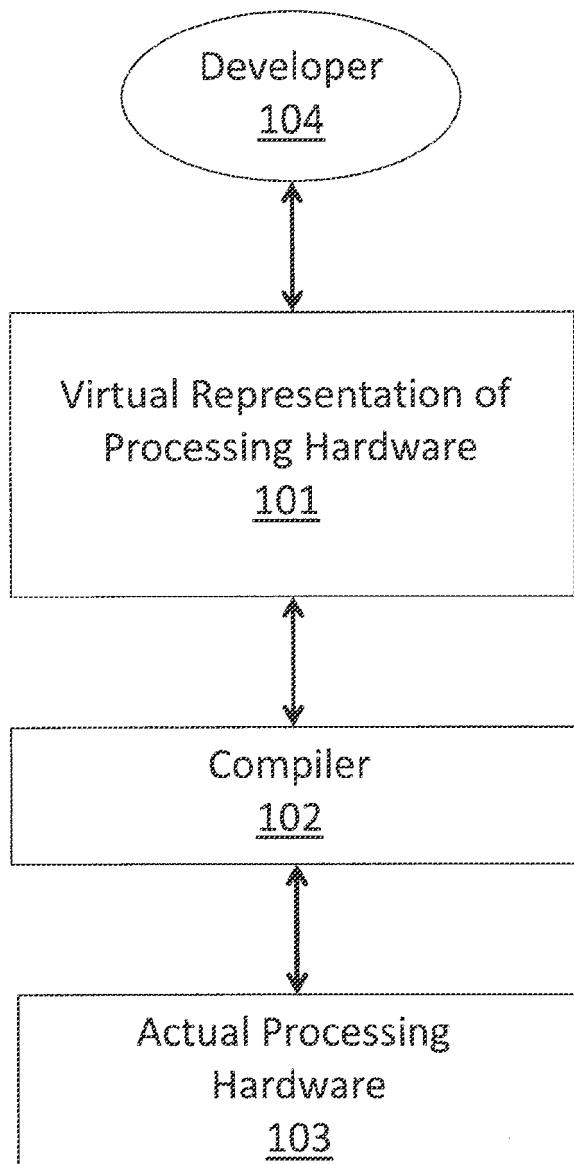 Developer
104
Virtual Representation of
Processing Hardware
101
Compiler
102
Actual Processing
Hardware
103